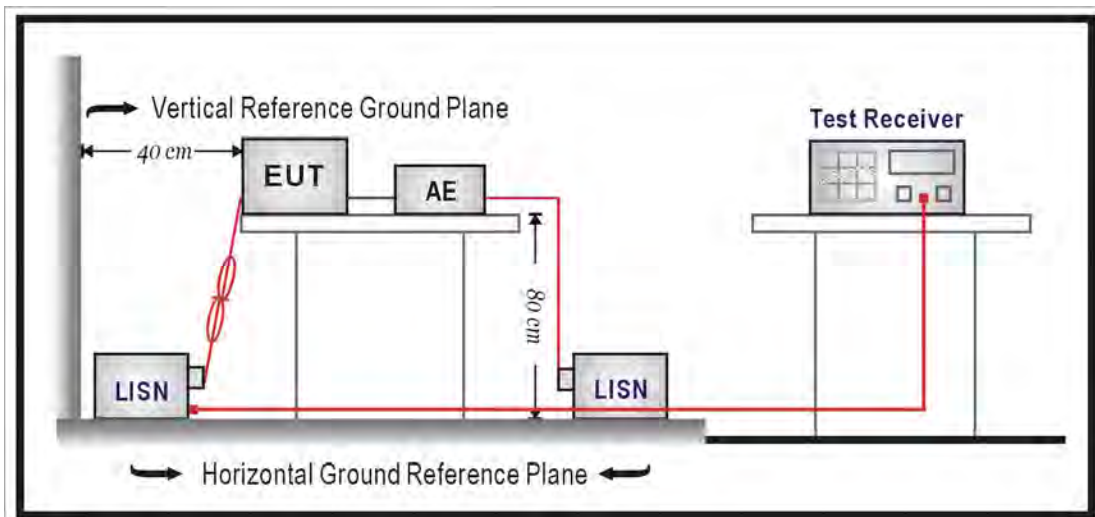 Vertical Reference Ground Plane
40 cm
EUT
AE
Test Receiver
80 cm
LISN
LISN
Horizontal Ground Reference Plane